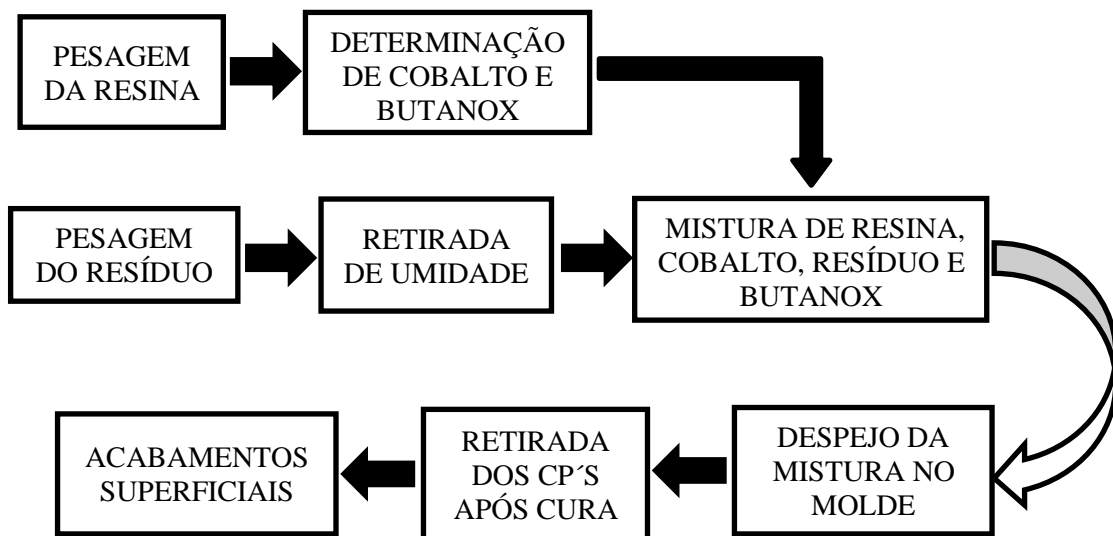 PESAGEM
DA RESINA
DETERMINAÇÃO
DE COBALTO E
BUTANOX
PESAGEM
DO RESÍDUO
RETIRADA
DE UMIDADE
MISTURA DE RESINA,
COBALTO, RESÍDUO E
BUTANOX
DESPEJO DA
MISTURA NO
MOLDE
RETIRADA
DOS CP´S
APÓS CURA
ACABAMENTOS
SUPERFICIAIS